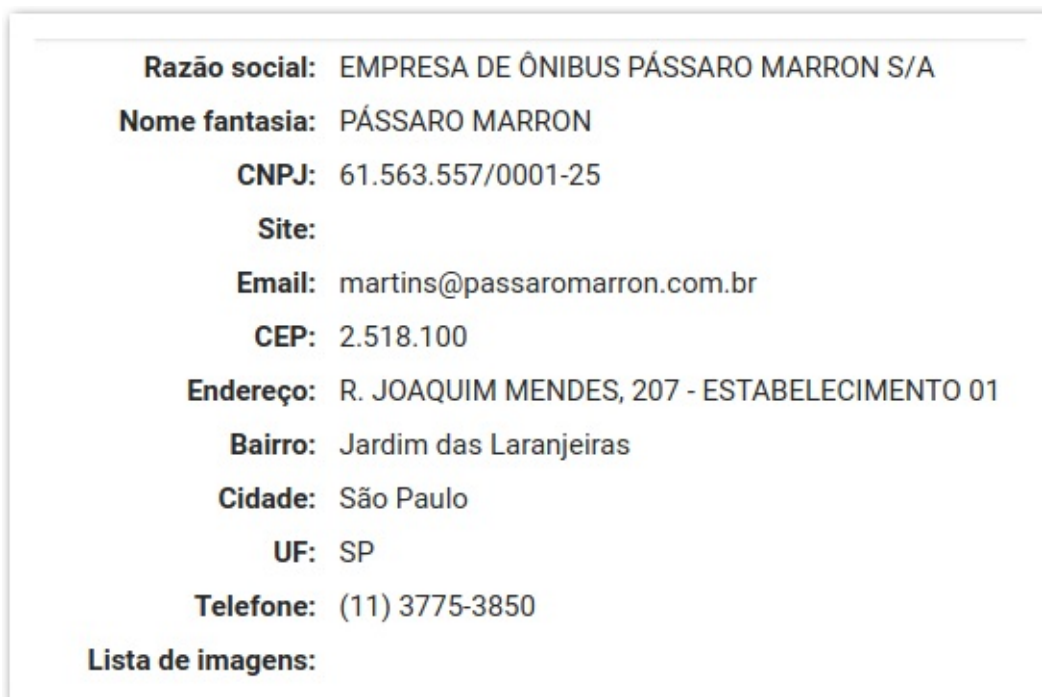 Razão social: EMPRESA DE ÔNIBUS PÁSSARO MARRON S/A
Nome fantasia: PÁSSARO MARRON
CNPJ: 61.563.557/0001-25
Site:
Email: martins@passaromarron.com.br
CEP: 2.518.100
Endereço: R. JOAQUIM MENDES, 207 - ESTABELECIMENTO 01
Bairro: Jardim das Laranjeiras
Cidade: São Paulo
UF: SP
Telefone: (11) 3775-3850
Lista de imagens: